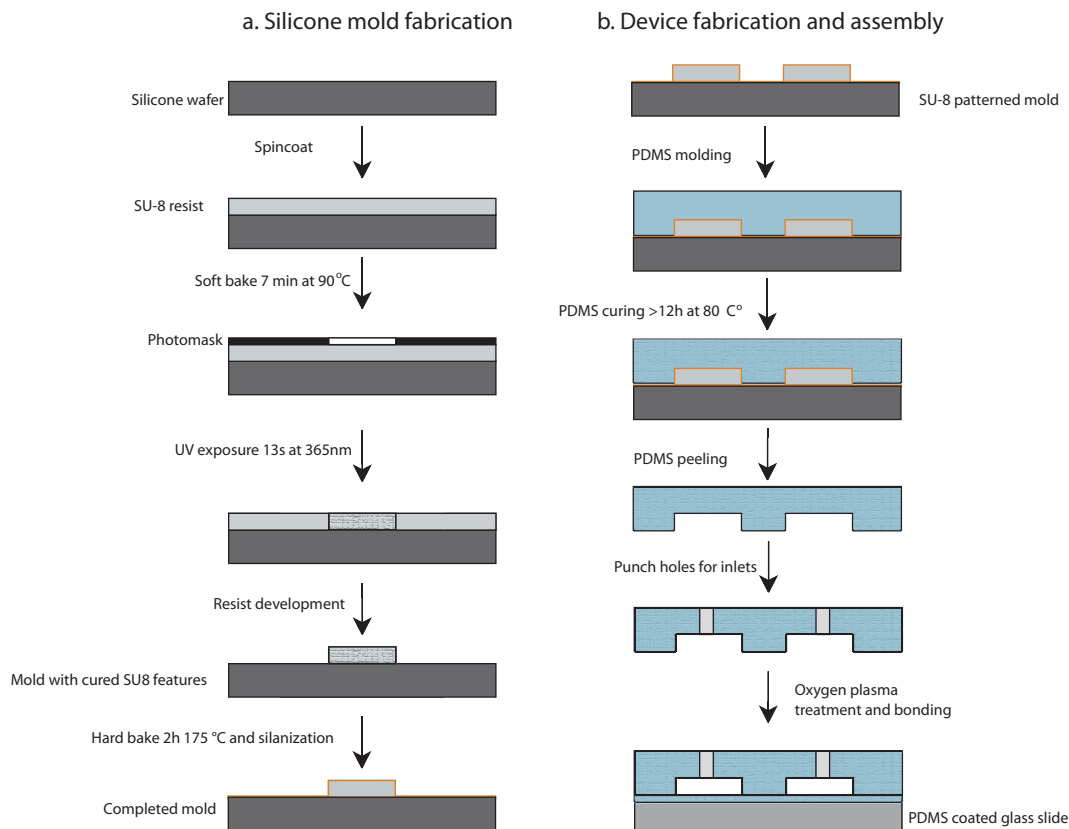 a. Silicone mold fabrication
Silicone wafer
Spincoat
SU-8 resist
Soft bake 7 min at 90°C
Photomask
UV exposure 13s at 365nm
Resist development
Mold with cured SU8 features
Hard bake 2h 175 °C and silanization
Completed mold
b. Device fabrication and assembly
SU-8 patterned mold
PDMS molding
PDMS curing >12h at 80 C°
PDMS peeling
Punch holes for inlets
Oxygen plasma
treatment and bonding
PDMS coated glass slide